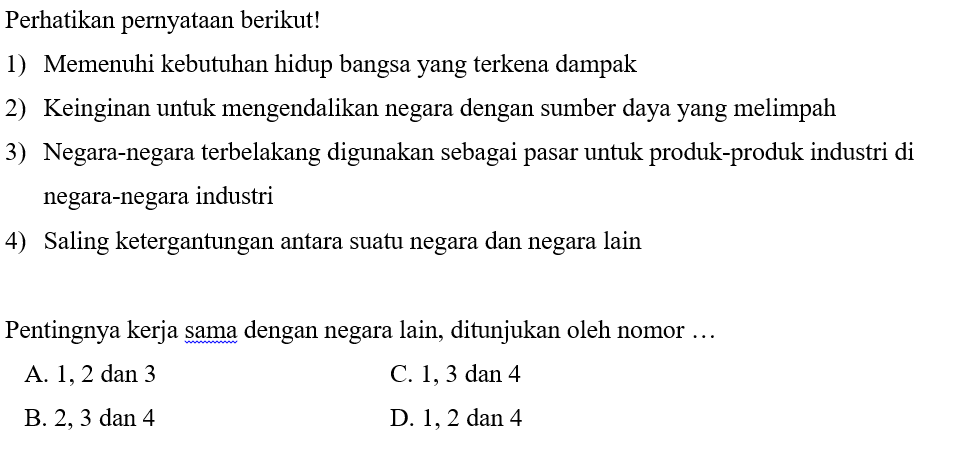 Perhatikan pernyataan berikut!
1) Memenuhi kebutuhan hidup bangsa yang terkena dampak
2) Keinginan untuk mengendalikan negara dengan sumber daya yang melimpah
3) Negara-negara terbelakang digunakan sebagai pasar untuk produk-produk industri di
negara-negara industri
4) Saling ketergantungan antara suatu negara dan negara lain
Pentingnya kerja sama dengan negara lain, ditunjukan oleh nomor …
A. 1, 2 dan 3 C. 1, 3 dan 4
B. 2, 3 dan 4 D. 1, 2 dan 4